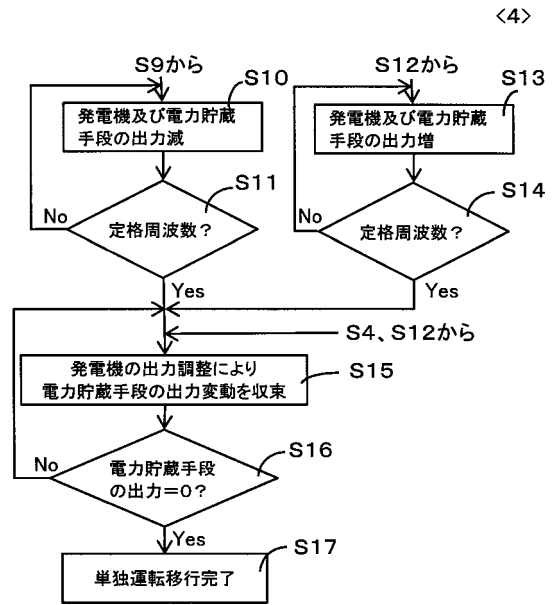 <4>
S9から
S10
発電機及び電力貯蔵
手段の出力減
S11
定格周波数?
No
Yes
S12から
S13
発電機及び電力貯蔵
手段の出力増
S14
定格周波数?
No
Yes
S4、S12から
発電機の出力調整により
電力貯蔵手段の出力変動を収束
S15
S16
電力貯蔵手段
の出力=0?
No
Yes
S17
単独運転移行完了